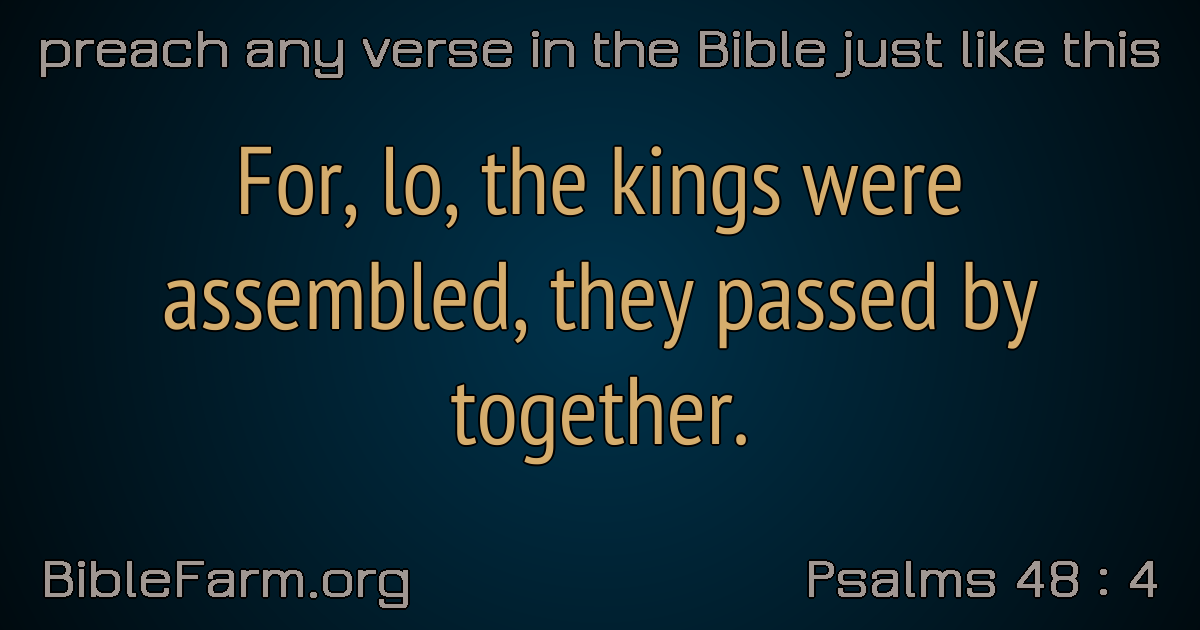 preach any verse in the Bible just like this
For, lo, the kings were
assembled, they passed by
together.
BibleFarm.org
Psalms 48 : 4